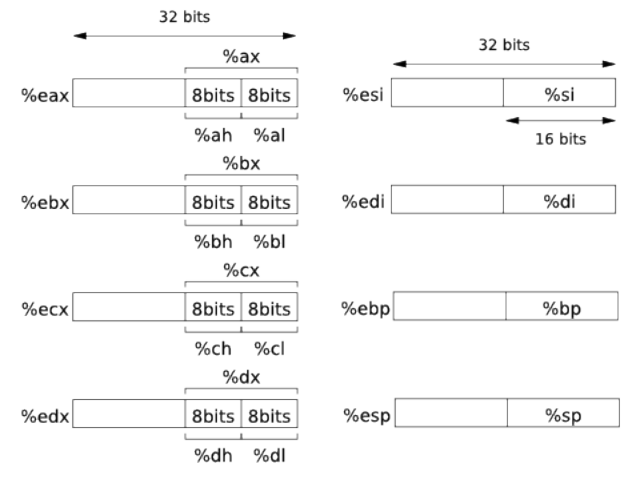 32 bits
%ax
%eax 8bits 8bits
%ah %al
%bx
%ebx 8bits 8bits
%bh %bl
%cx
%ecx 8bits 8bits
%ch %cl
%dx
%edx 8bits 8bits
%dh %dl
32 bits
%esi %si
16 bits
%edi %di
%ebp %bp
%esp %sp